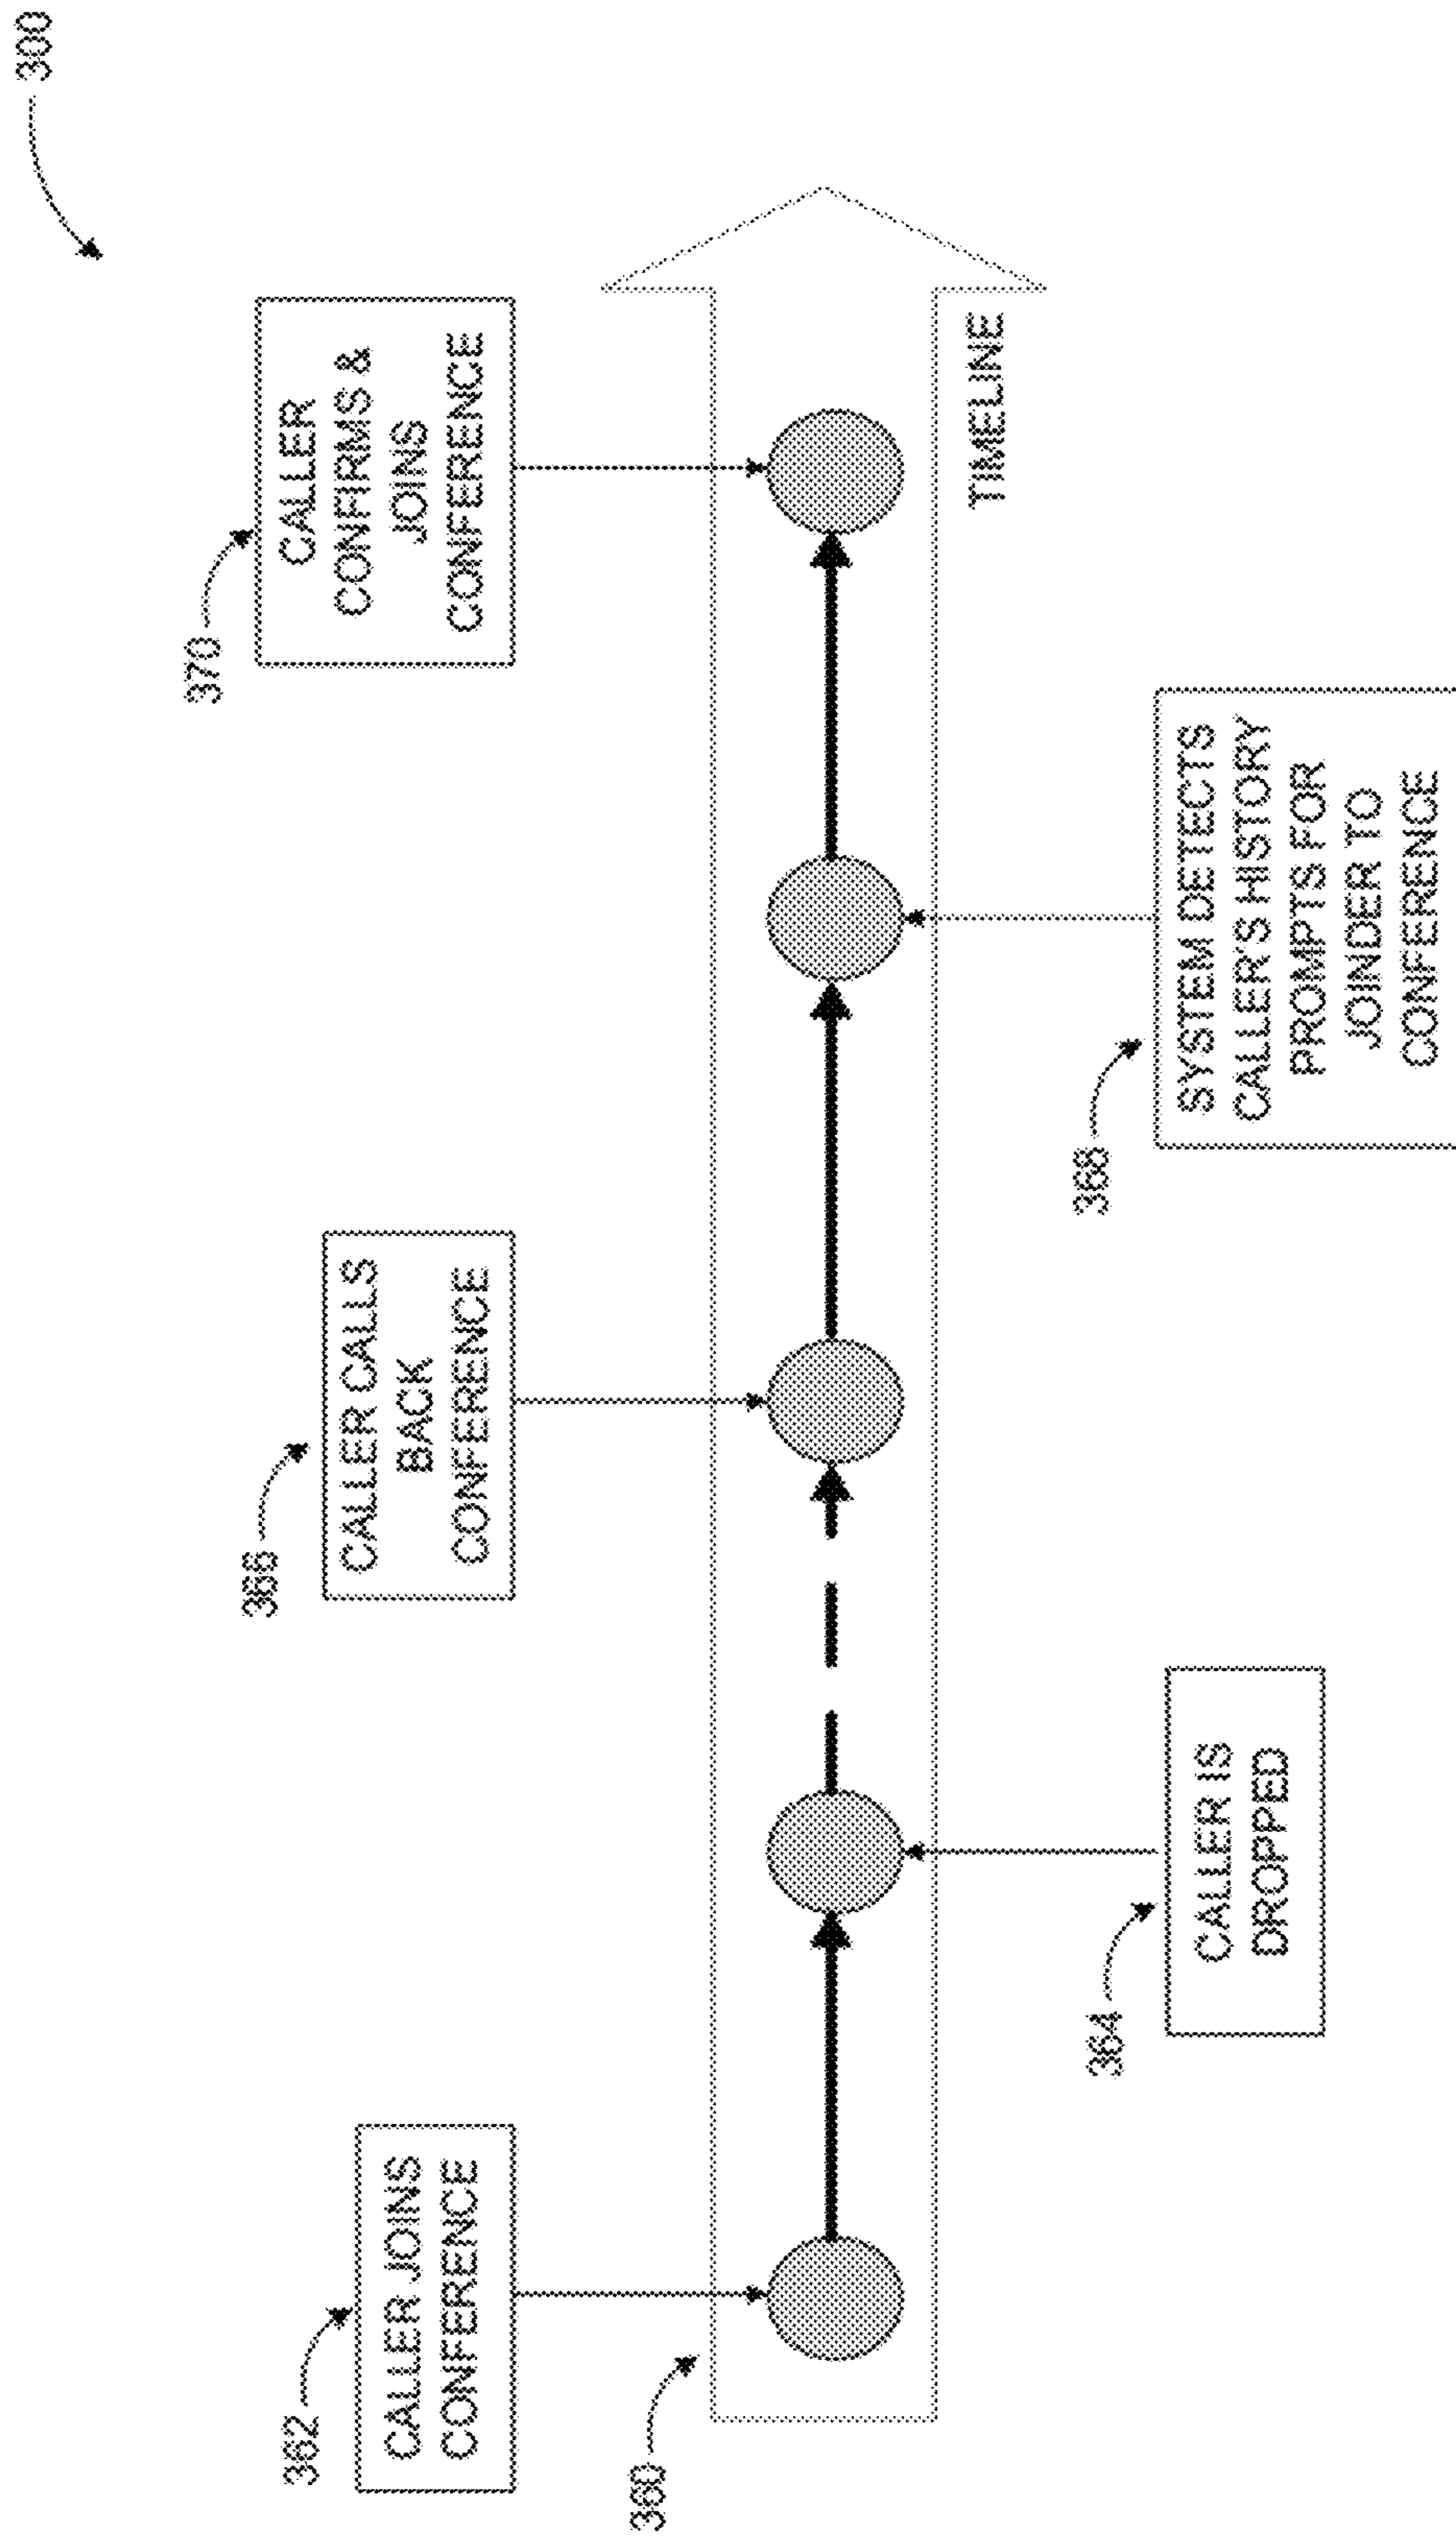 300
370
CALLER
CONFIRMS &
JOINS
CONFERENCE
366
CALLER CALLS
BACK
CONFERENCE
362
CALLER JOINS
CONFERENCE
360
TIMELINE
364
CALLER IS
DROPPED
368
SYSTEM DETECTS
CALLER'S HISTORY
PROMPTS FOR
JOINDER TO
CONFERENCE